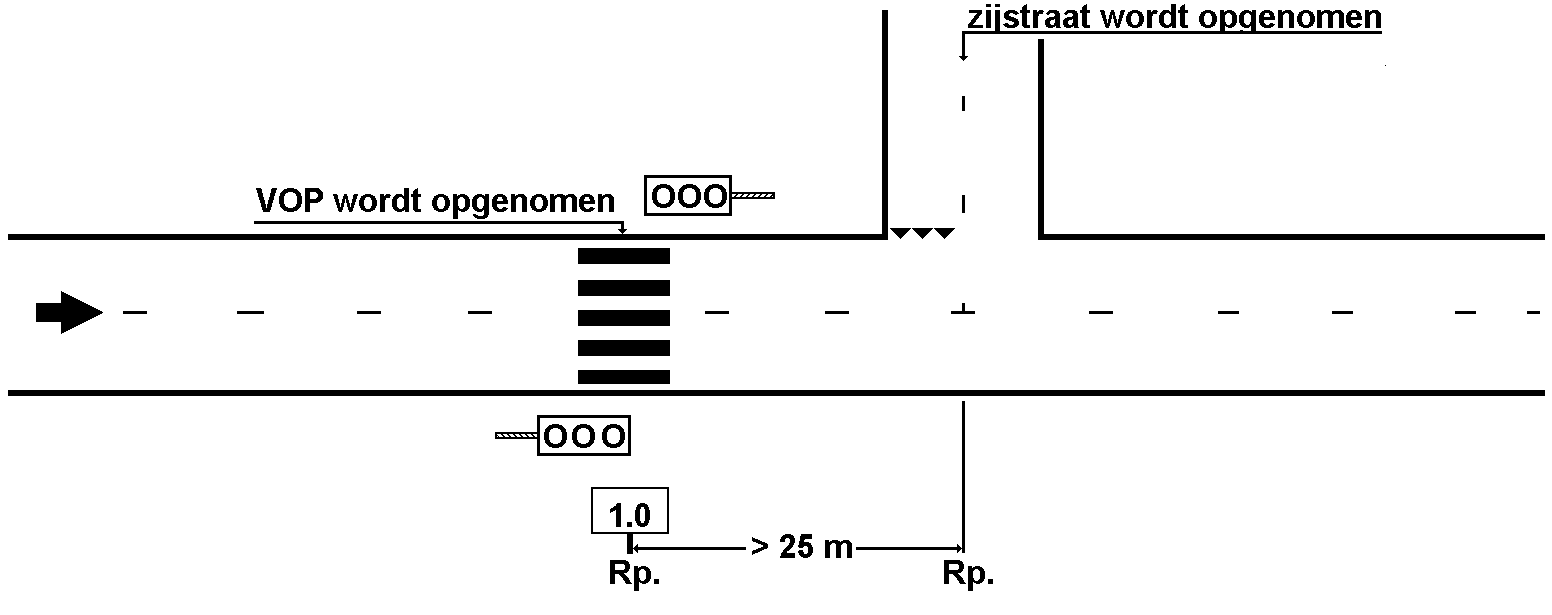 zijstraat wordt opgenomen
VOP wordt opgenomen
OOO
OOO
1.0
> 25 m
Rp.
Rp.